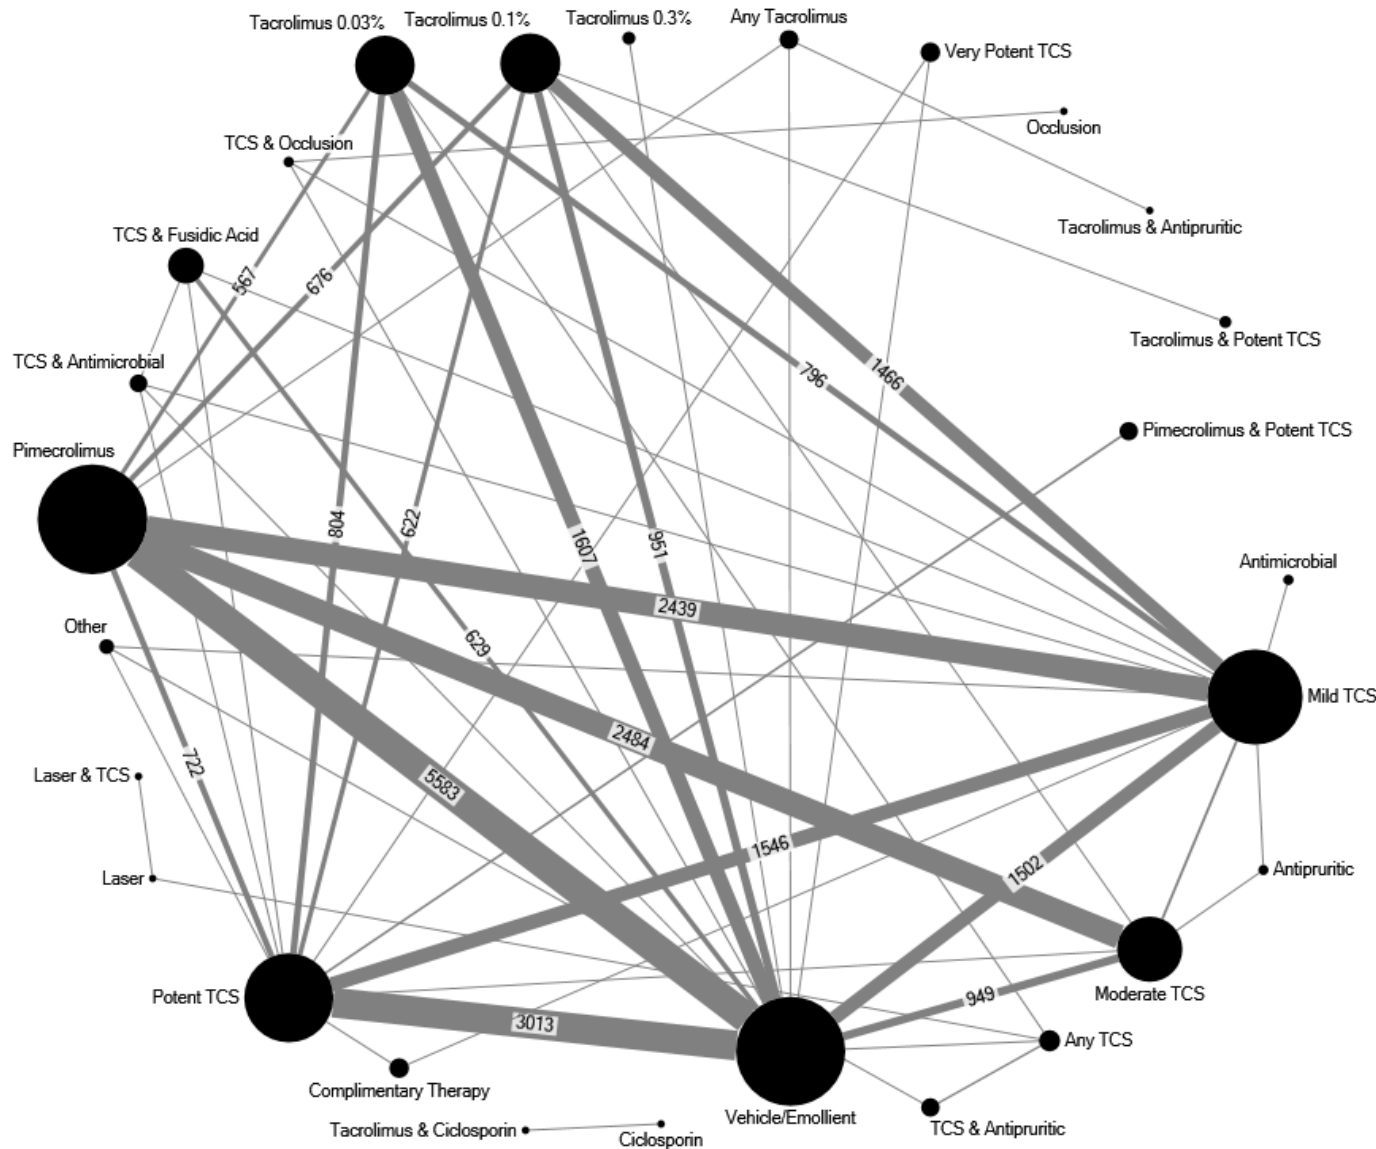 Tacrolimus 0.03%
Tacrolimus 0.1%
Tacrolimus 0.3%
Any Tacrolimus
Very Potent TCS
Occlusion
TCS & Occlusion
Tacrolimus & Antipruritic
TCS & Fusidic Acid
567
676
Tacrolimus & Potent TCS
TCS & Antimicrobial
796
1466
Pimecrolimus
Pimecrolimus & Potent TCS
804
622
1607
951
Antimicrobial
2439
Other
629
Mild TCS
2484
722
Laser & TCS
5583
1546
1502
Antipruritic
Laser
Potent TCS
949
Moderate TCS
3013
Any TCS
Complimentary Therapy
Vehicle/Emollient
Tacrolimus & Ciclosporin
Ciclosporin
TCS & Antipruritic